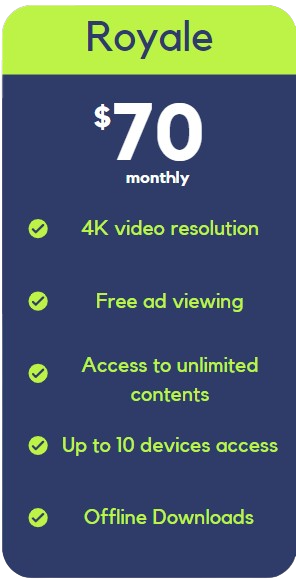 Royale
$70
monthly
4K video resolution
Free ad viewing
Access to unlimited
contents
Up to 10 devices access
Offline Downloads